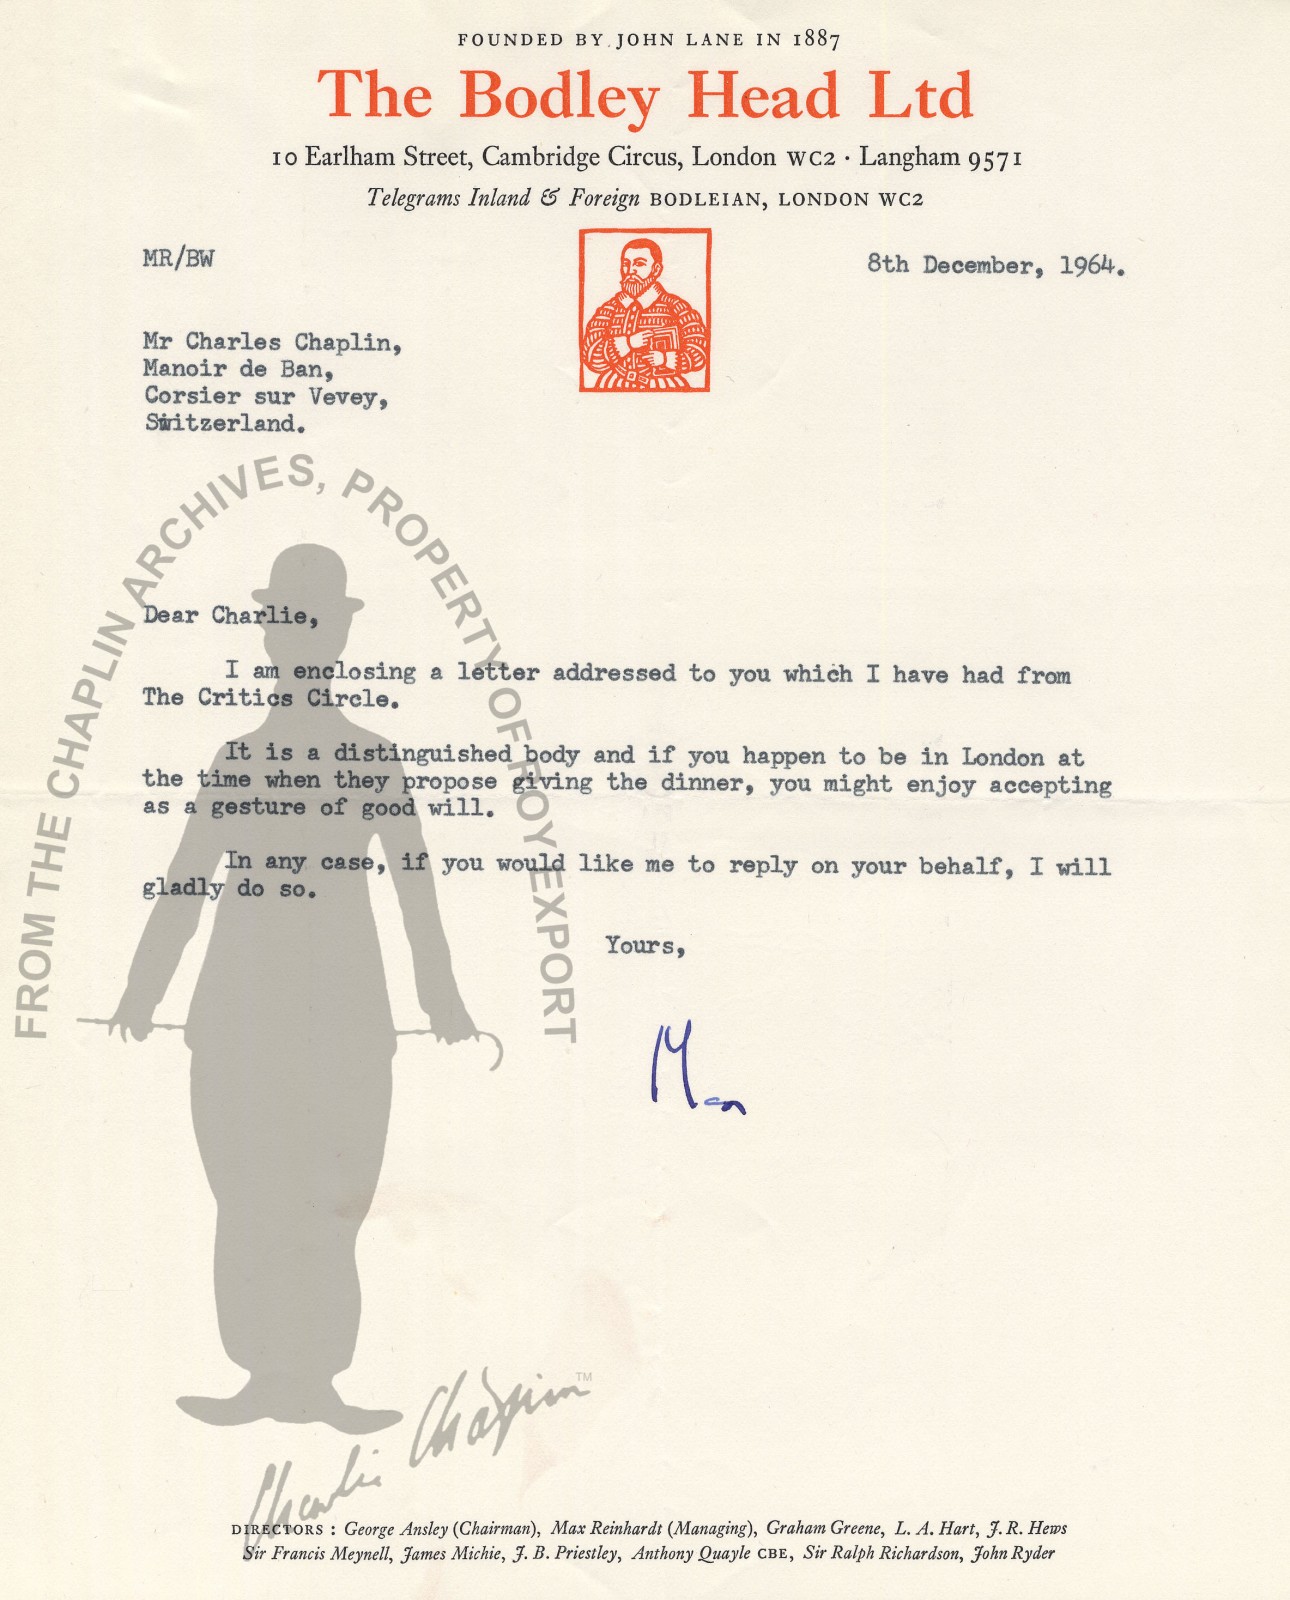 FOUNDED BY JOHN LANE IN 1887
The Bodley Head Ltd
10 Earlham Street, Cambridge Circus, London WC2 · Langham 9571
Telegrams Inland & Foreign BODLEIAN, LONDON WC2
MR/BW
8th December, 1964.
Mr Charles Chaplin,
Manoir de Ban,
Corsier sur Vevey,
Switzerland.
FROM THE CHAPLIN ARCHIVES, PROPERTY OF ROY EXPORT
Dear Charlie,
I am enclosing a letter addressed to you which I have had from
The Critics Circle.
It is a distinguished body and if you happen to be in London at
the time when they propose giving the dinner, you might enjoy accepting
as a gesture of good will.
In any case, if you would like me to reply on your behalf, I will
gladly do so.
Yours,
Max
Charlie Chaplin™
DIRECTORS : George Ansley (Chairman), Max Reinhardt (Managing), Graham Greene, L. A. Hart, J. R. Hews
Sir Francis Meynell, James Michie, J. B. Priestley, Anthony Quayle CBE, Sir Ralph Richardson, John Ryder